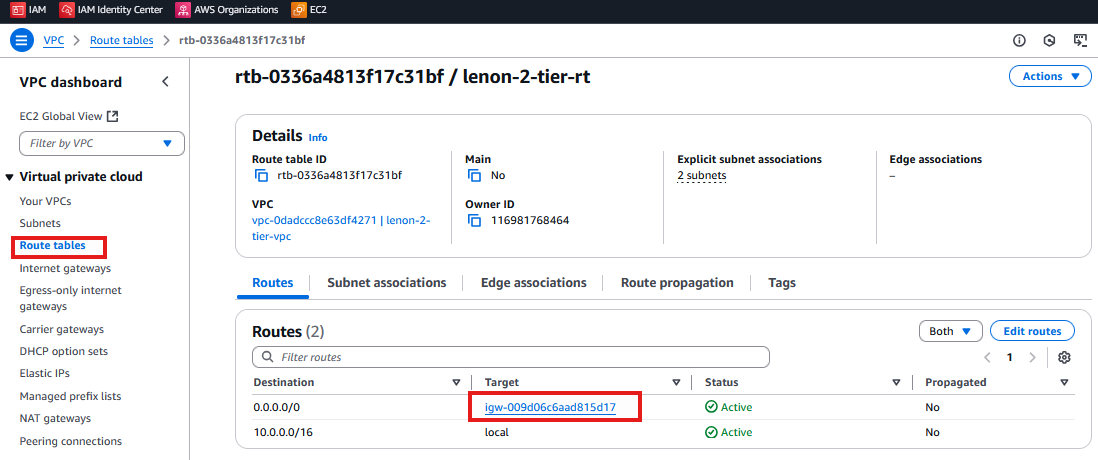 IAM IAM Identity Center AWS Organizations EC2
VPC Route tables rtb-0336a4813f17c31bf
VPC dashboard
EC2 Global View
Filter by VPC
Virtual private cloud
Your VPCs
Subnets
Route tables
Internet gateways
Egress-only internet
gateways
Carrier gateways
DHCP option sets
Elastic IPs
Managed prefix lists
NAT gateways
Peering connections
rtb-0336a4813f17c31bf / lenon-2-tier-rt
Actions
Details Info
Route table ID
rtb-0336a4813f17c31bf
Main
No
Explicit subnet associations
2 subnets
Edge associations
–
VPC
vpc-0dadccc8e63df4271 | lenon-2-
tier-vpc
Owner ID
116981768464
Routes Subnet associations Edge associations Route propagation Tags
Routes (2)
Both Edit routes
Filter routes
1
Destination Target Status Propagated
0.0.0.0/0 igw-009d06c6aad815d17 Active No
10.0.0.0/16 local Active No